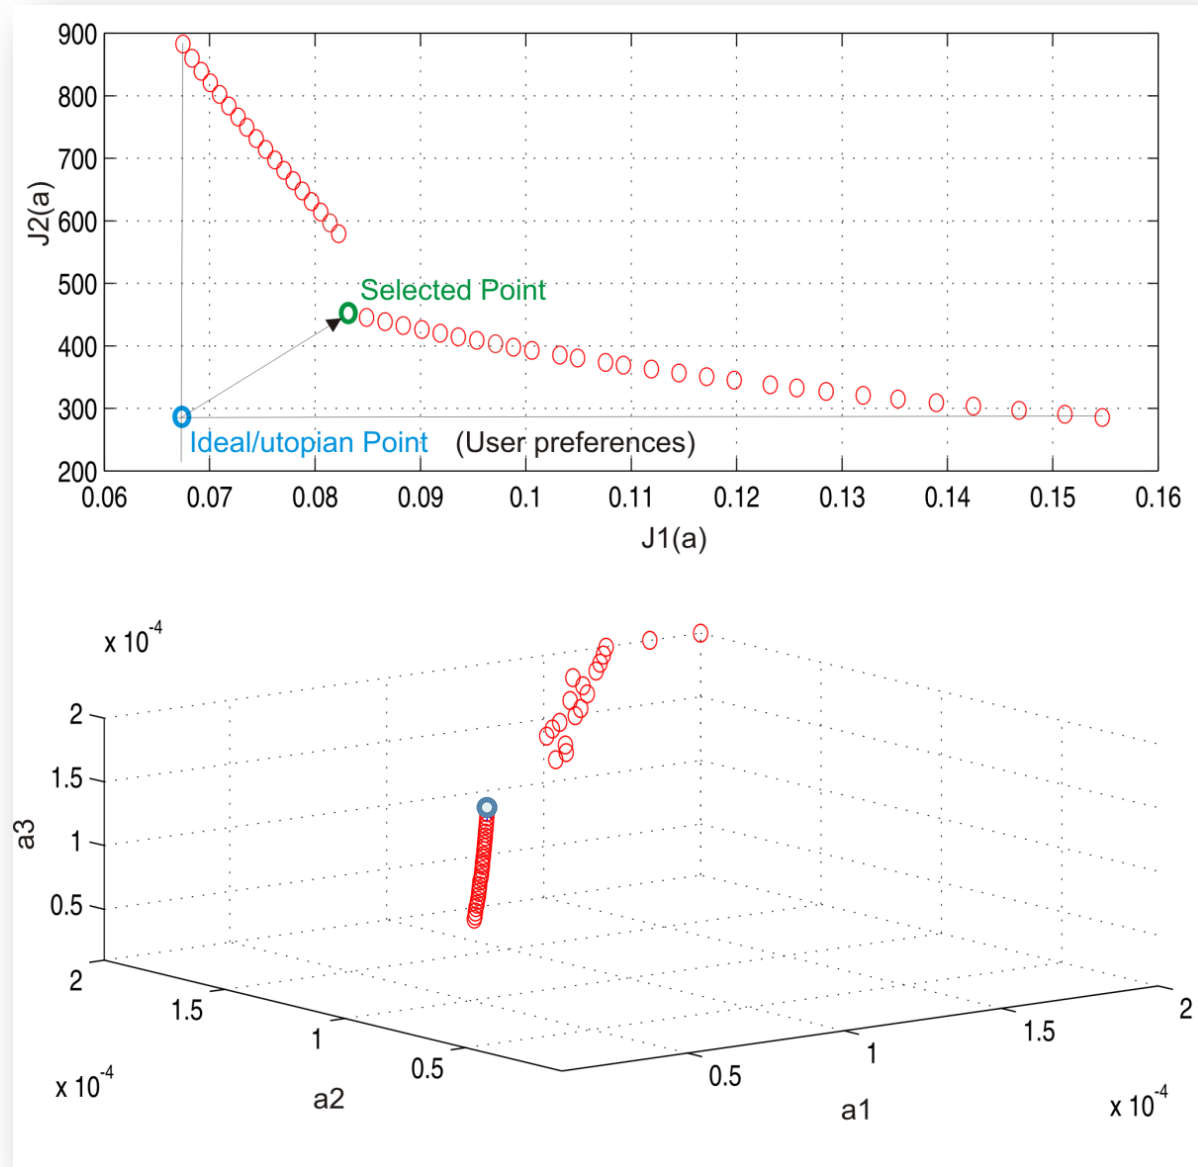 900
800
700
600
500
400
300
200
J2(a)
Selected Point
Ideal/utopian Point (User preferences)
0.06 0.07 0.08 0.09 0.1 0.11 0.12 0.13 0.14 0.15 0.16
J1(a)
x 10-4
2
1.5
1
0.5
a3
2
1.5
1
0.5
x 10-4
a2
0.5
1
1.5
2
a1
x 10-4